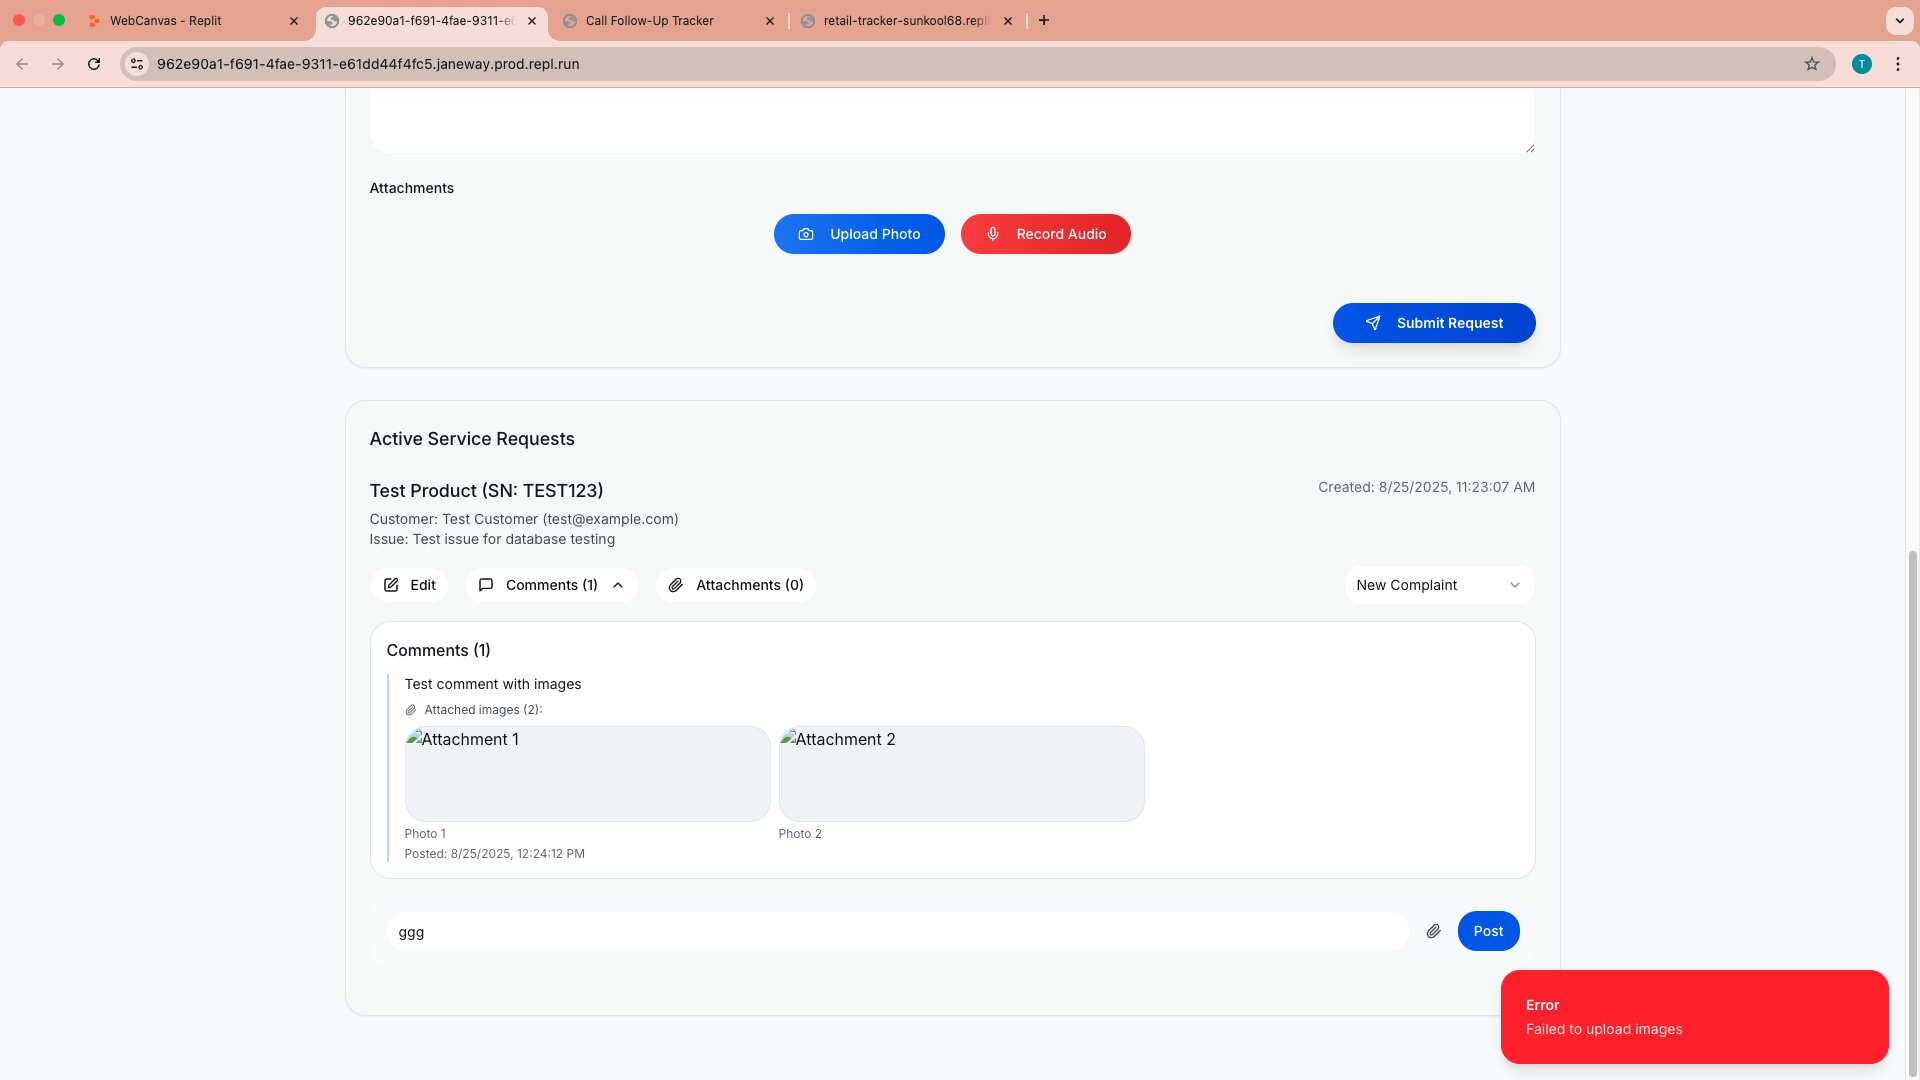 WebCanvas - Replit
962e90a1-f691-4fae-9311-e6
Call Follow-Up Tracker
retail-tracker-sunkool68.repl
962e90a1-f691-4fae-9311-e61dd44f4fc5.janeway.prod.repl.run
T
Attachments
Upload Photo
Record Audio
Submit Request
Active Service Requests
Test Product (SN: TEST123)
Created: 8/25/2025, 11:23:07 AM
Customer: Test Customer (test@example.com)
Issue: Test issue for database testing
Edit
Comments (1)
Attachments (0)
New Complaint
Comments (1)
Test comment with images
Attached images (2):
Attachment 1
Attachment 2
Photo 1
Photo 2
Posted: 8/25/2025, 12:24:12 PM
ggg
Post
Error
Failed to upload images